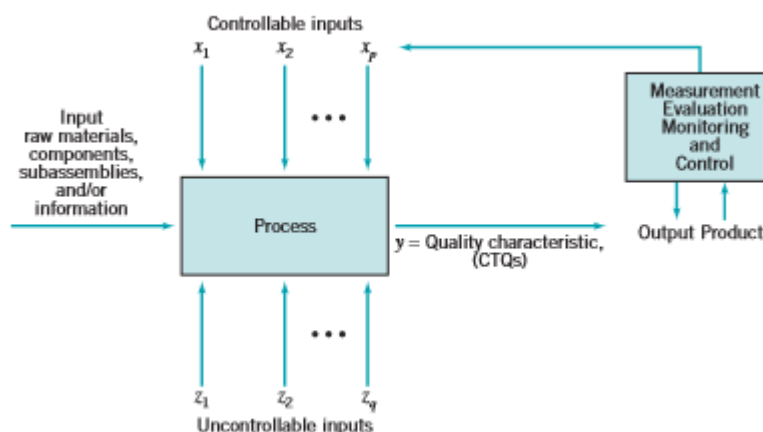 Controllable inputs
x1 x2 xp
Input
raw materials,
components,
subassemblies,
and/or
information
Process
Measurement
Evaluation
Monitoring
and
Control
Output Product
y = Quality characteristic,
(CTQs)
z1 z2 zq
Uncontrollable inputs